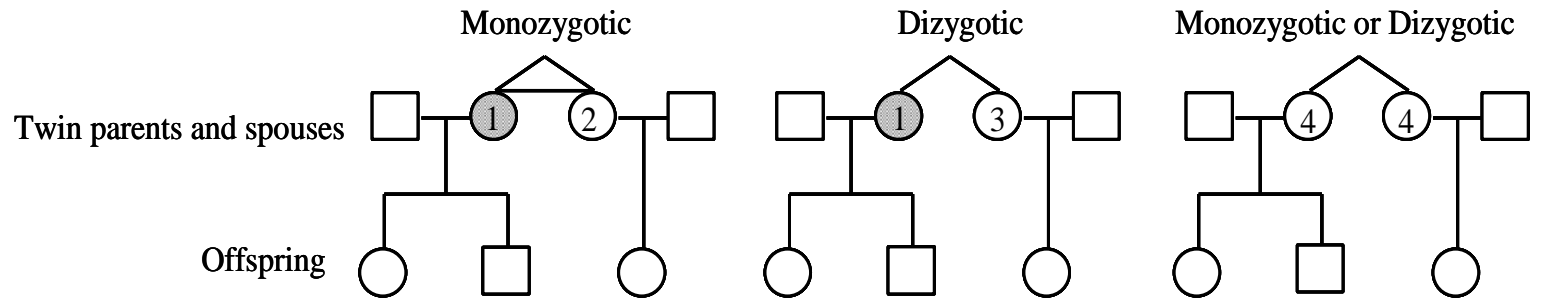 Monozygotic
Dizygotic
Monozygotic or Dizygotic
Twin parents and spouses
1
2
1
3
4
4
Offspring